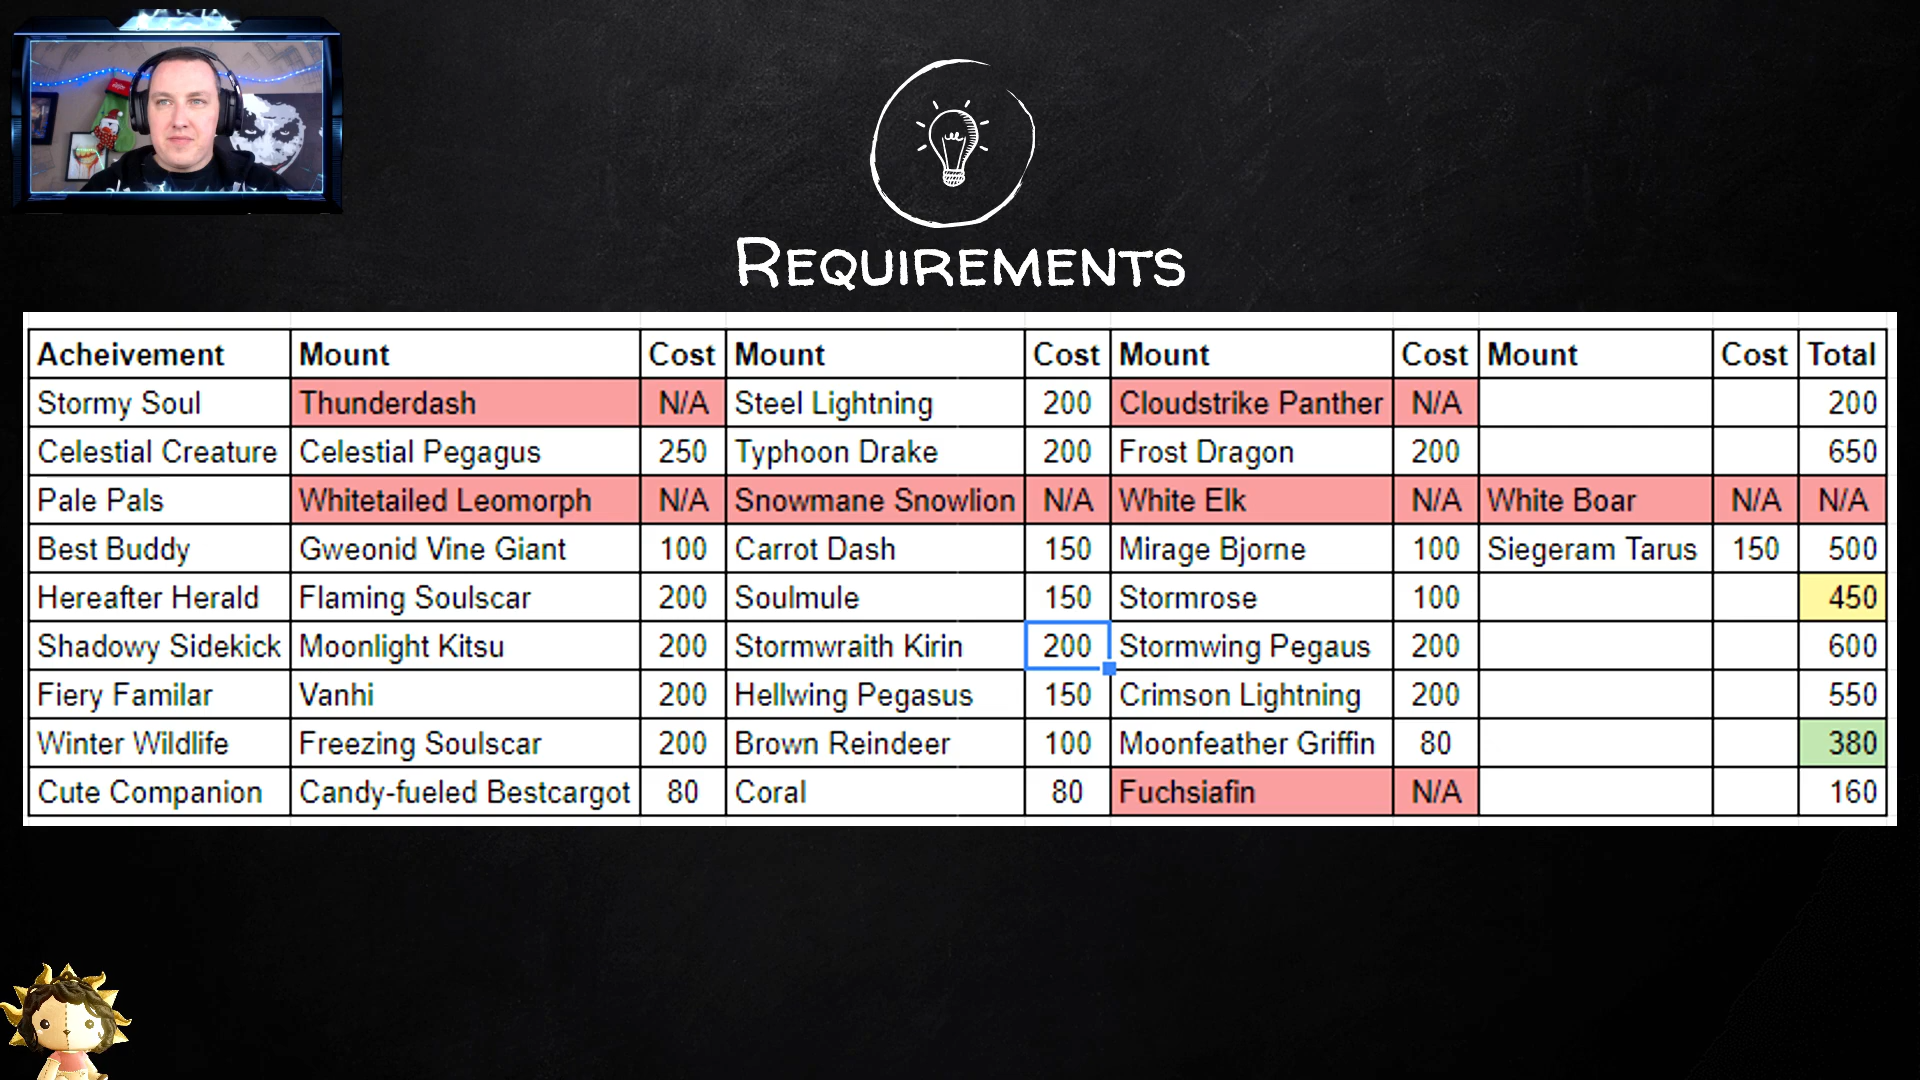 REQUIREMENTS
Acheivement Mount Cost Mount Cost Mount Cost Mount Cost Total
Stormy Soul Thunderdash N/A Steel Lightning 200 Cloudstrike Panther N/A 200
Celestial Creature Celestial Pegagus 250 Typhoon Drake 200 Frost Dragon 200 650
Pale Pals Whitetailed Leomorph N/A Snowmane Snowlion N/A White Elk N/A White Boar N/A N/A
Best Buddy Gweonid Vine Giant 100 Carrot Dash 150 Mirage Bjorne 100 Siegeram Tarus 150 500
Hereafter Herald Flaming Soulscar 200 Soulmule 150 Stormrose 100 450
Shadowy Sidekick Moonlight Kitsu 200 Stormwraith Kirin 200 Stormwing Pegaus 200 600
Fiery Familar Vanhi 200 Hellwing Pegasus 150 Crimson Lightning 200 550
Winter Wildlife Freezing Soulscar 200 Brown Reindeer 100 Moonfeather Griffin 80 380
Cute Companion Candy-fueled Bestcargot 80 Coral 80 Fuchsiafin N/A 160